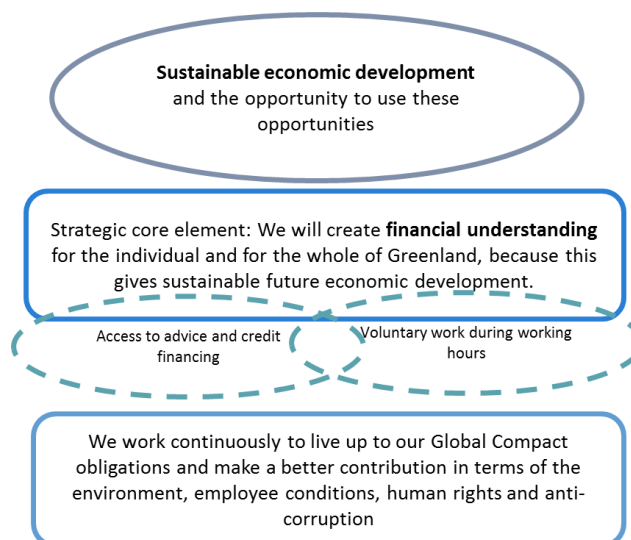 Sustainable economic development
and the opportunity to use these
opportunities
Strategic core element: We will create financial understanding
for the individual and for the whole of Greenland, because this
gives sustainable future economic development.
Access to advice and credit
financing
Voluntary work during working
hours
We work continuously to live up to our Global Compact
obligations and make a better contribution in terms of the
environment, employee conditions, human rights and anti-
corruption